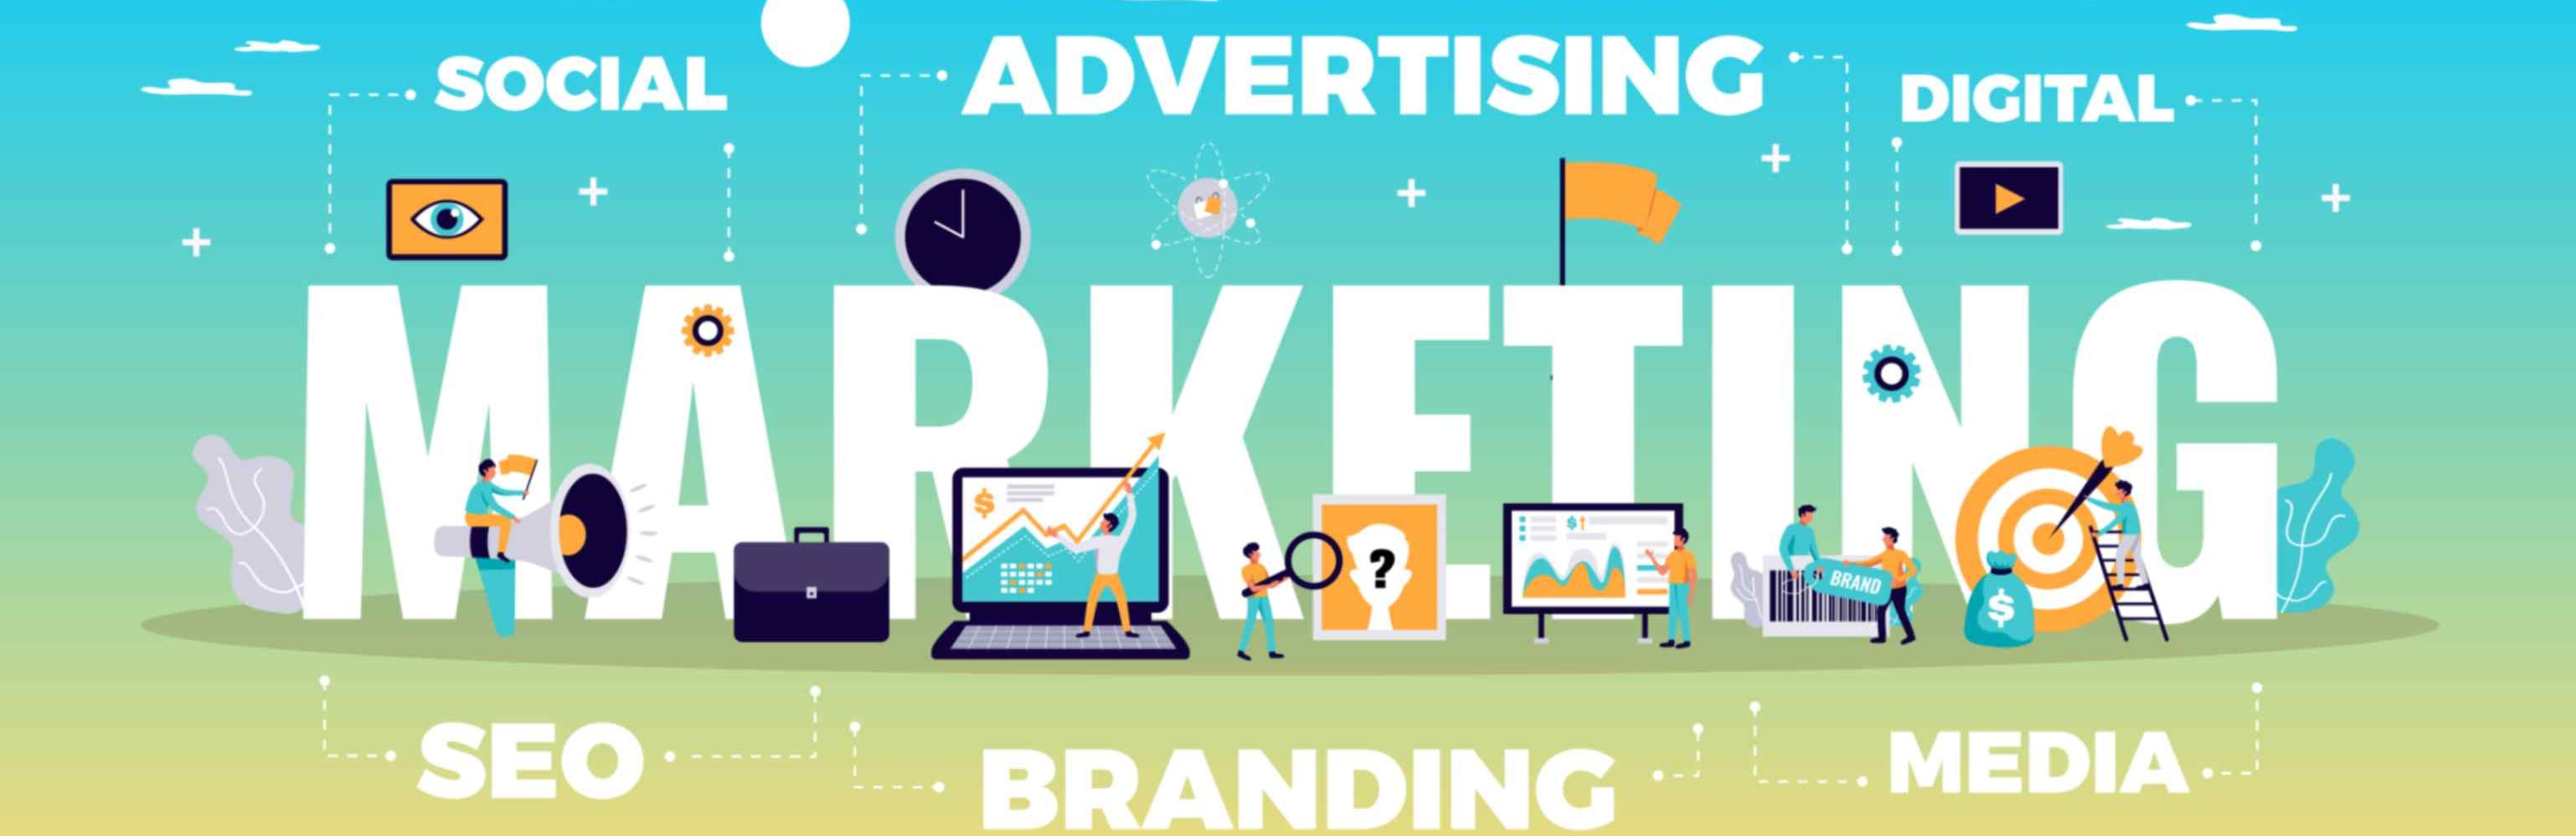 SOCIAL
ADVERTISING
DIGITAL
MARKETING
$
?
$
BRAND
$
SEO
BRANDING
MEDIA